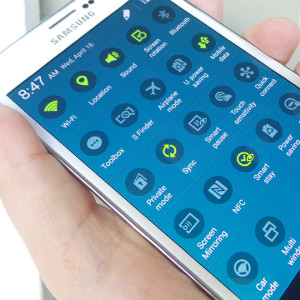 SAMSUNG
8:47 Wed, April 16
Wi-Fi
Location
Sound
Screen rotation
Bluetooth
Toolbox
S Finder
Airplane mode
U. power saving
Mobile data
Private mode
Sync
Smart pause
Touch sensitivity
Quick connect
Screen Mirroring
NFC
Smart stay
Power saving
Car mode
Multi window